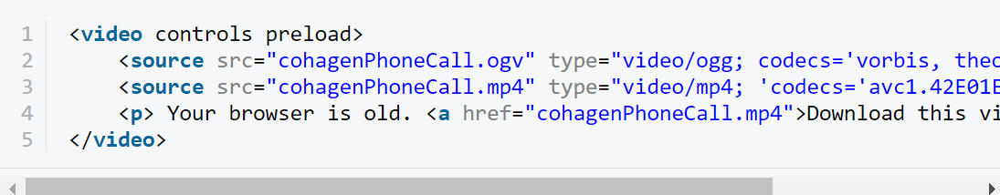 1 <video controls preload>
2 <source src="cohagenPhoneCall.ogv" type="video/ogg; codecs='vorbis, theo
3 <source src="cohagenPhoneCall.mp4" type="video/mp4; 'codecs='avc1.42E01E
4 <p> Your browser is old. <a href="cohagenPhoneCall.mp4">Download this vi
5 </video>